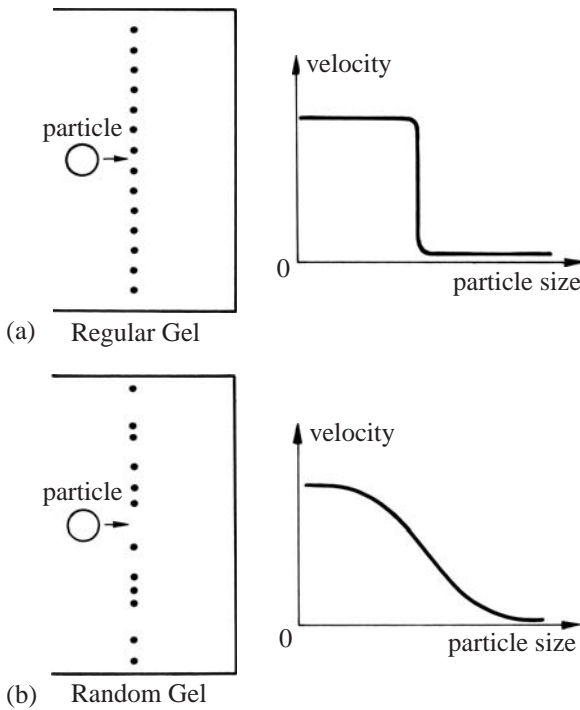 velocity
particle
0
particle size
(a) Regular Gel
velocity
particle
0
particle size
(b) Random Gel